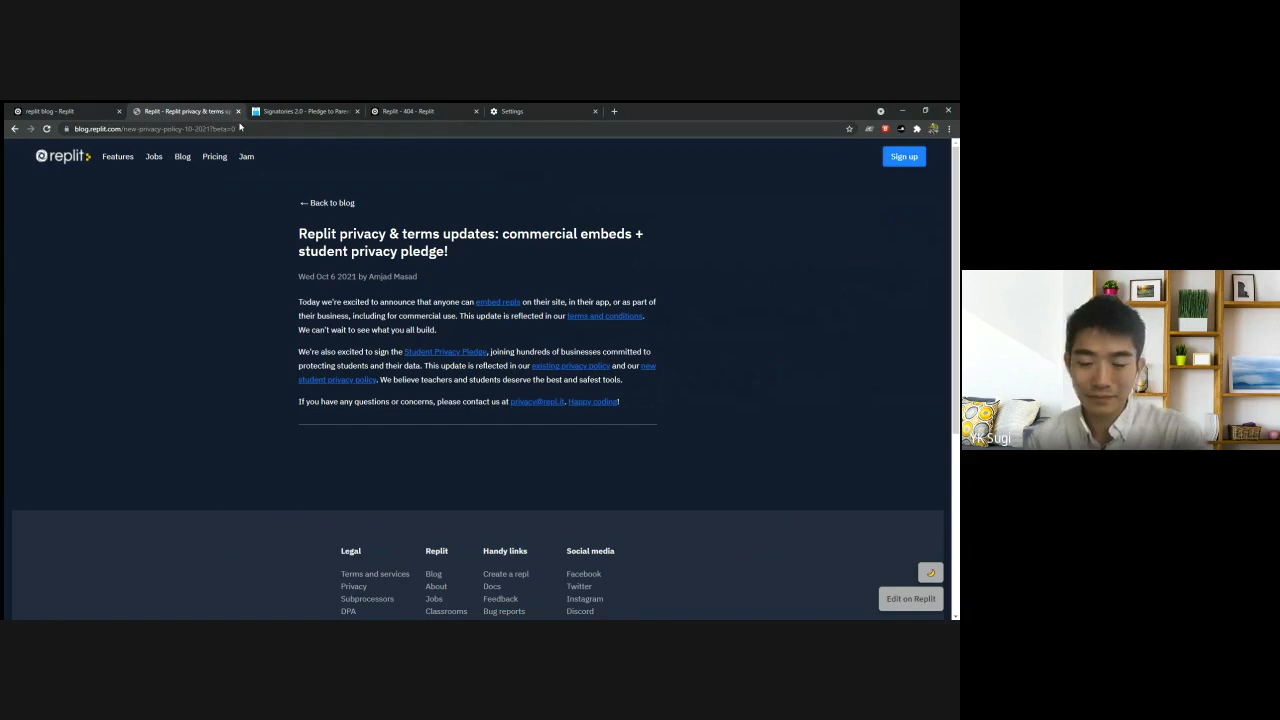 replit blog - Replit
Replit - Replit privacy & terms up
Signatories 2.0 - Pledge to Pare
Replit - 404 - Replit
Settings
blog.replit.com/new-privacy-policy-10-2021?beta=0
replit
Features
Jobs
Blog
Pricing
Jam
Sign up
← Back to blog
Replit privacy & terms updates: commercial embeds +
student privacy pledge!
Wed Oct 6 2021 by Amjad Masad
Today we're excited to announce that anyone can embed repls on their site, in their app, or as part of
their business, including for commercial use. This update is reflected in our terms and conditions.
We can't wait to see what you all build.
We're also excited to sign the Student Privacy Pledge, joining hundreds of businesses committed to
protecting students and their data. This update is reflected in our existing privacy policy and our new
student privacy policy. We believe teachers and students deserve the best and safest tools.
If you have any questions or concerns, please contact us at privacy@repl.it. Happy coding!
YK Sugi
Legal
Replit
Handy links
Social media
Terms and services
Blog
Create a repl
Facebook
Privacy
About
Docs
Twitter
Subprocessors
Jobs
Feedback
Instagram
DPA
Classrooms
Bug reports
Discord
Edit on Replit